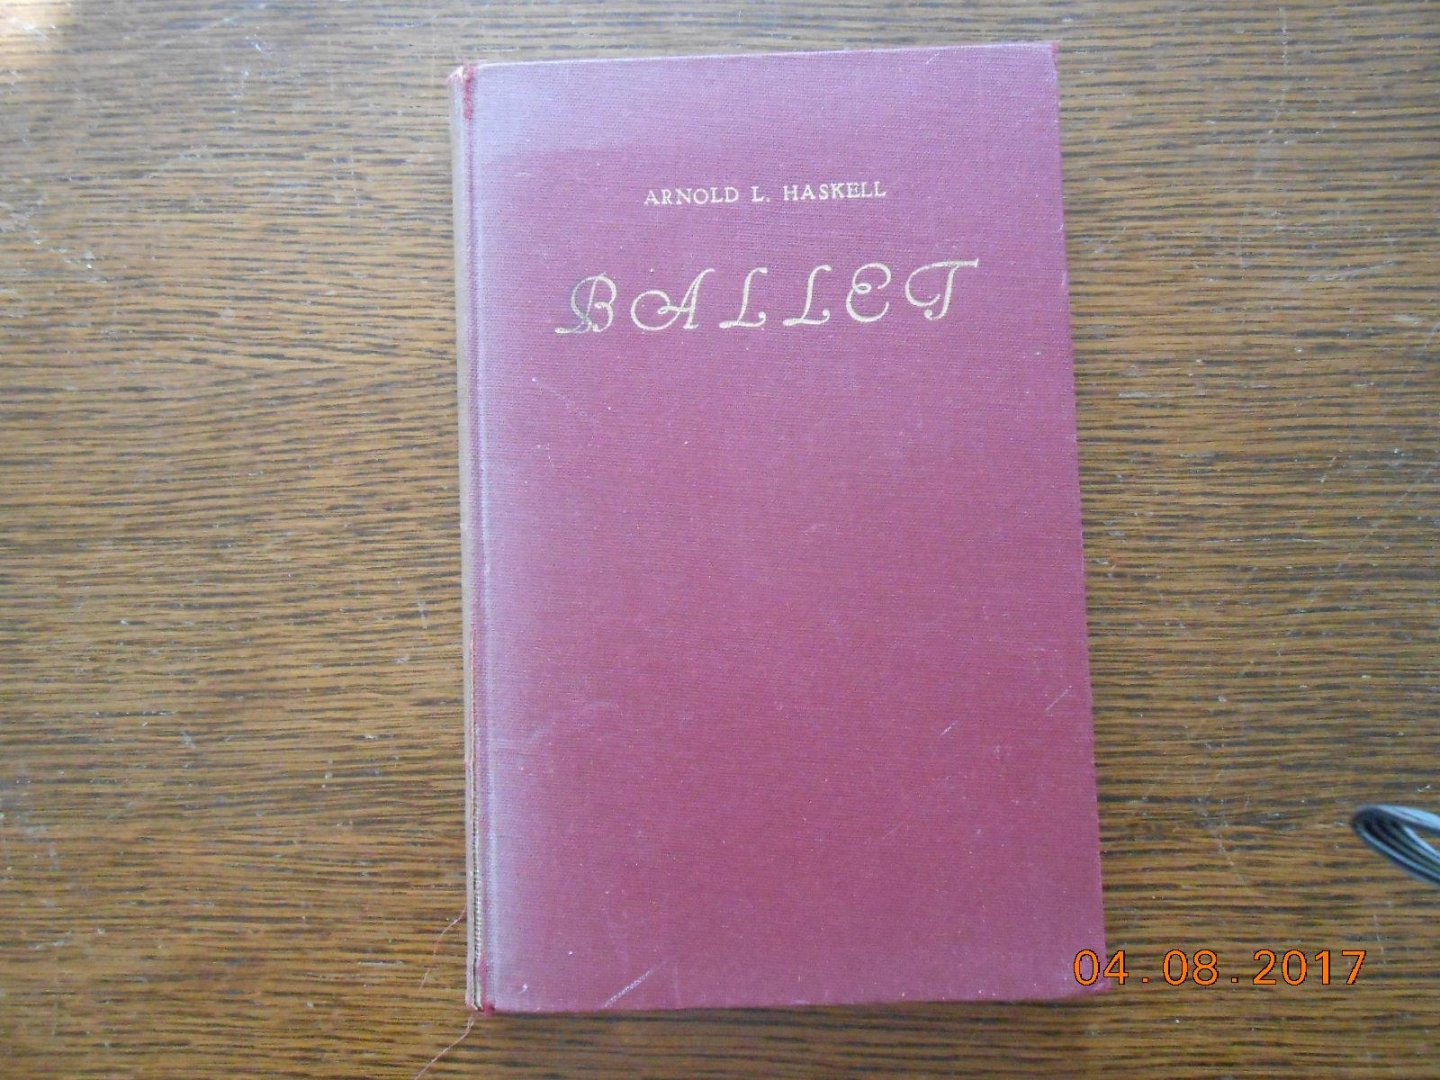 ARNOLD L. HASKELL
BALLET
04.08.2017